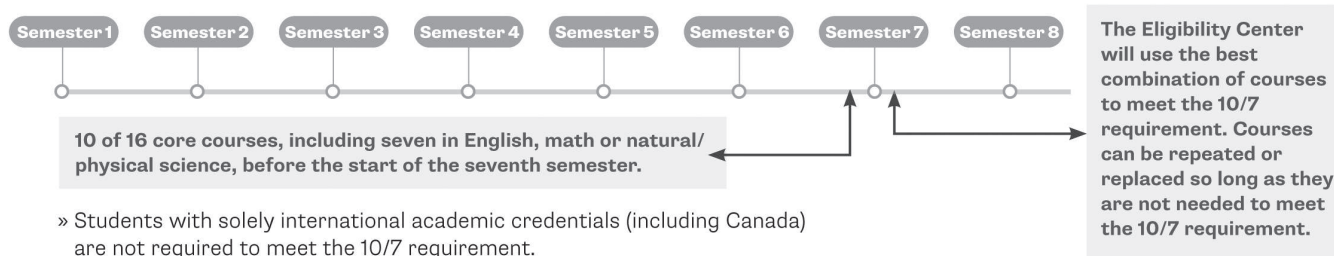 Semester 1
Semester 2
Semester 3
Semester 4
Semester 5
Semester 6
Semester 7
Semester 8
10 of 16 core courses, including seven in English, math or natural/
physical science, before the start of the seventh semester.
» Students with solely international academic credentials (including Canada)
are not required to meet the 10/7 requirement.
The Eligibility Center
will use the best
combination of courses
to meet the 10/7
requirement. Courses
can be repeated or
replaced so long as they
are not needed to meet
the 10/7 requirement.